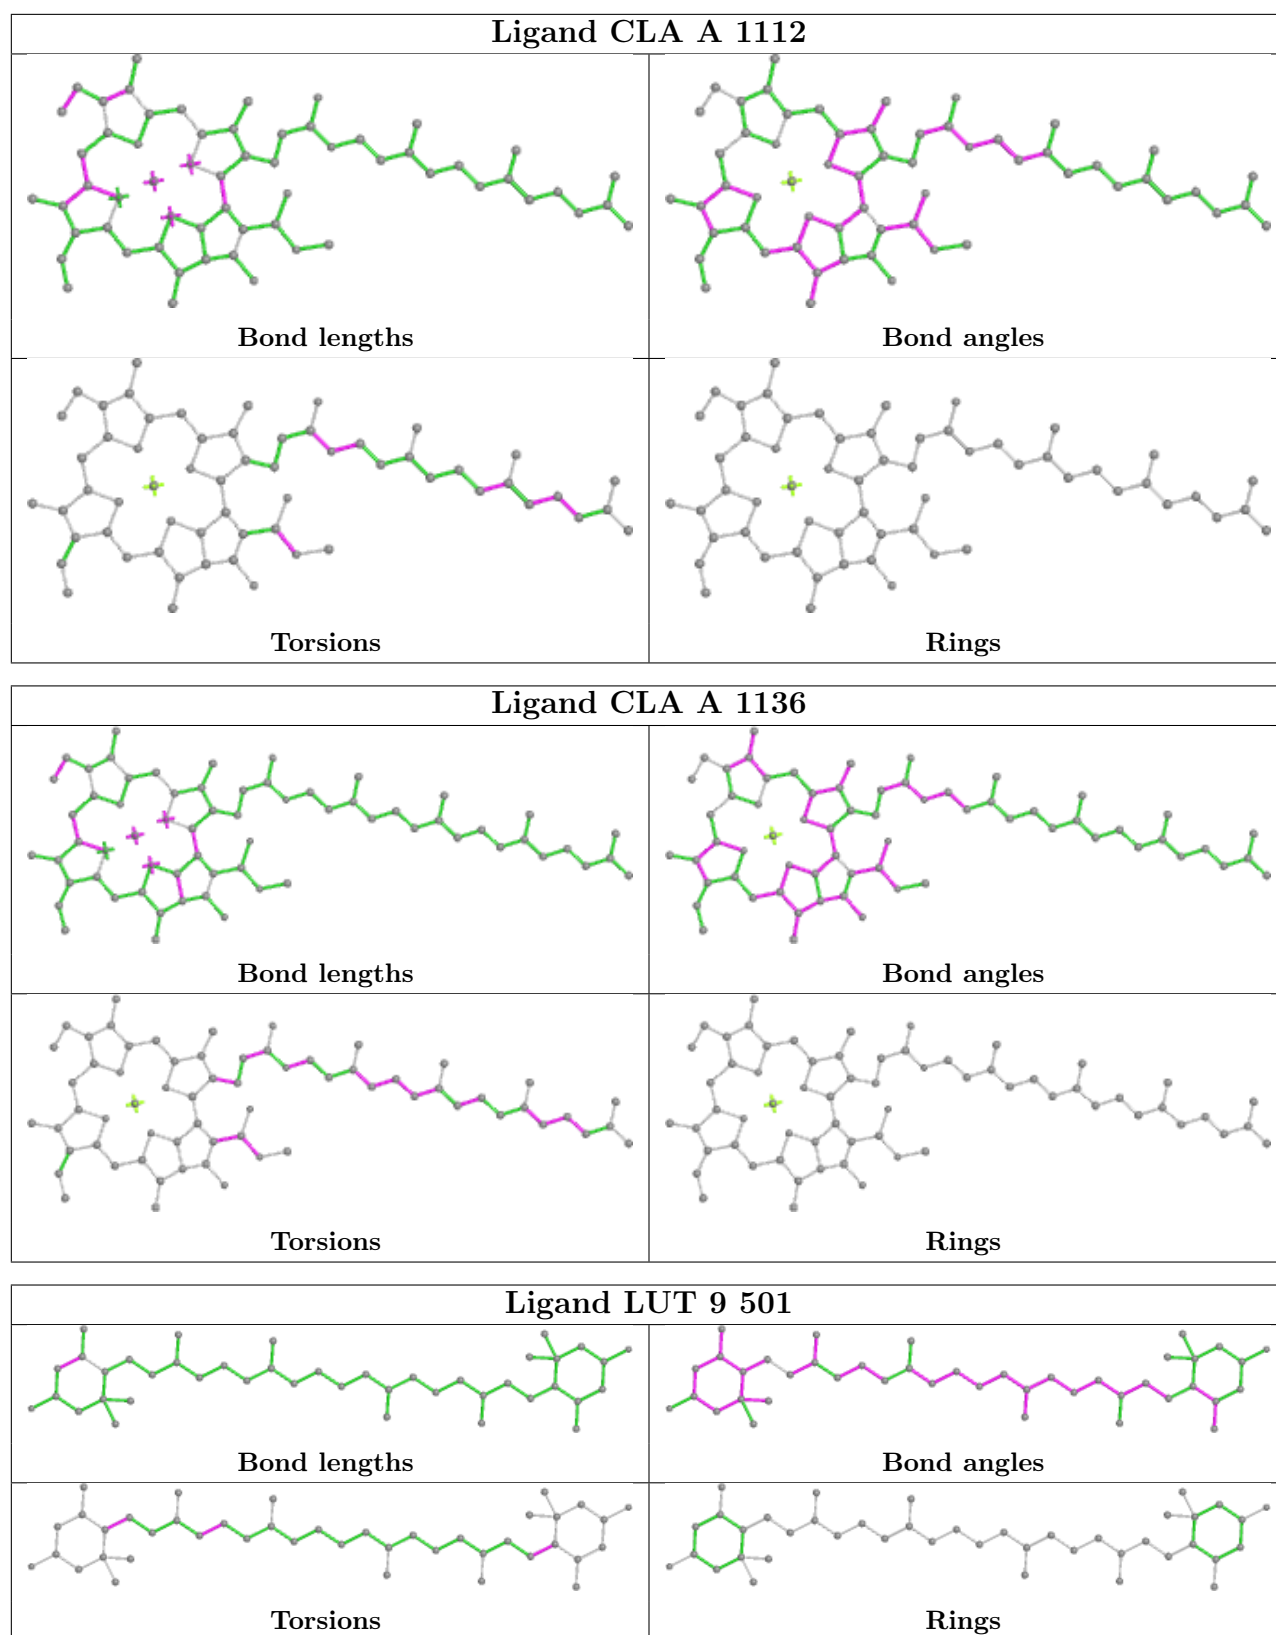 Ligand CLA A 1112
Bond lengths
Bond angles
Torsions
Rings
Ligand CLA A 1136
Bond lengths
Bond angles
Torsions
Rings
Ligand LUT 9 501
Bond lengths
Bond angles
Torsions
Rings